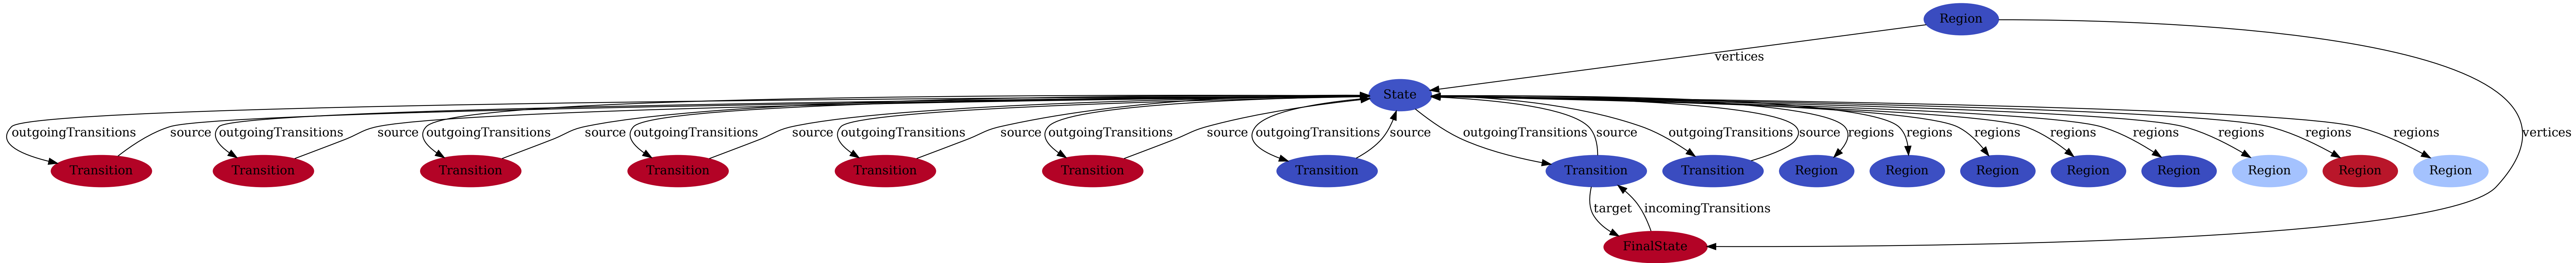 Region
vertices
State
outgoingTransitions source outgoingTransitions source outgoingTransitions source outgoingTransitions source outgoingTransitions source outgoingTransitions source outgoingTransitions source outgoingTransitions source outgoingTransitions source regions regions regions regions regions regions regions regions vertices
Transition Transition Transition Transition Transition Transition Transition Transition Transition Region Region Region Region Region Region Region Region
target incomingTransitions
FinalState